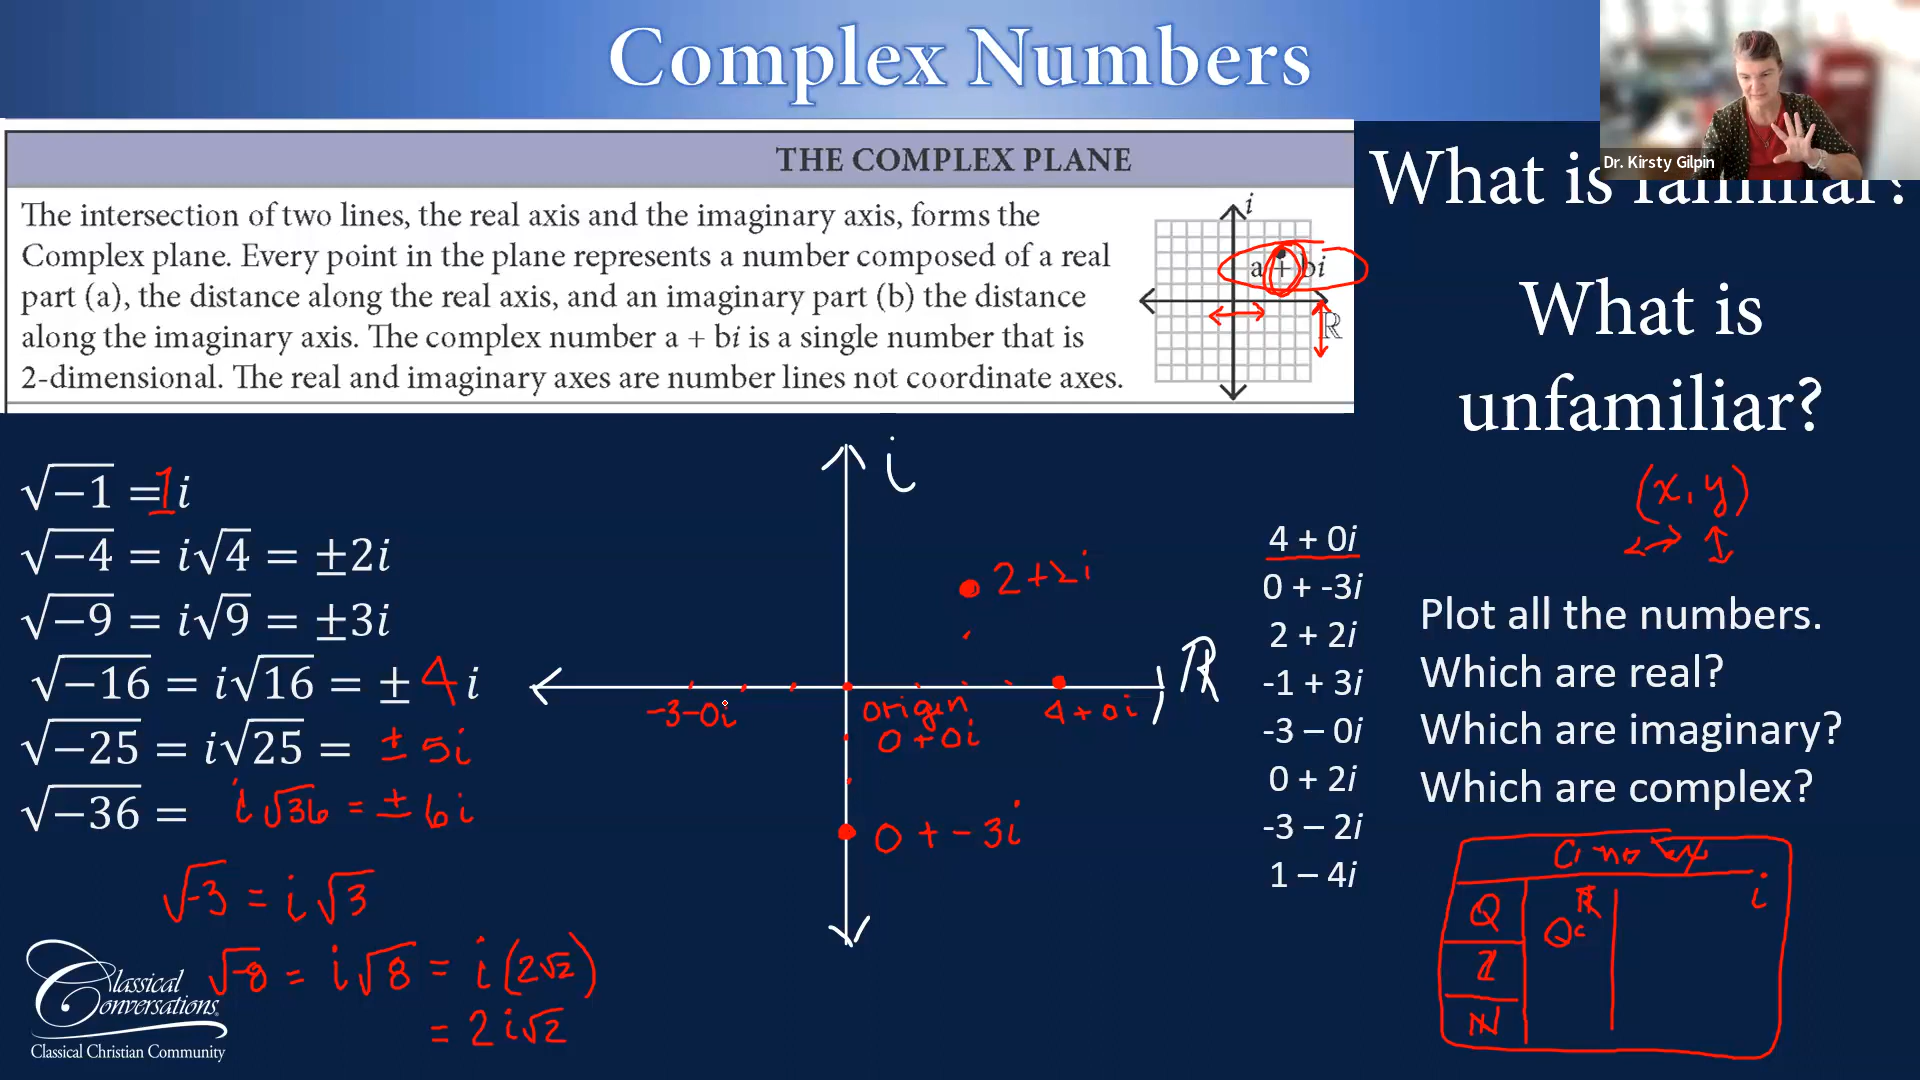 Complex Numbers
Dr. Kirsty Gilpin
THE COMPLEX PLANE
The intersection of two lines, the real axis and the imaginary axis, forms the
Complex plane. Every point in the plane represents a number composed of a real
part (a), the distance along the real axis, and an imaginary part (b) the distance
along the imaginary axis. The complex number a + bi is a single number that is
2-dimensional. The real and imaginary axes are number lines not coordinate axes.
i
a + bi
ℝ
What is familiar?
What is
unfamiliar?
(x, y)
√−1 = 1i
√−4 = i√4 = ±2i
√−9 = i√9 = ±3i
√−16 = i√16 = ± 4i
√−25 = i√25 = ± 5i
√−36 = i√36 = ± 6i
√-3 = i√3
√-8 = i√8 = i(2√2)
= 2i√2
i
2+2i
ℝ
-3-0i
origin
0+0i
4+0i
0 + -3i
4 + 0i
0 + -3i
2 + 2i
-1 + 3i
-3 – 0i
0 + 2i
-3 – 2i
1 – 4i
Plot all the numbers.
Which are real?
Which are imaginary?
Which are complex?
Q
ℝ
i
Z
N
Classical
Conversations®
Classical Christian Community